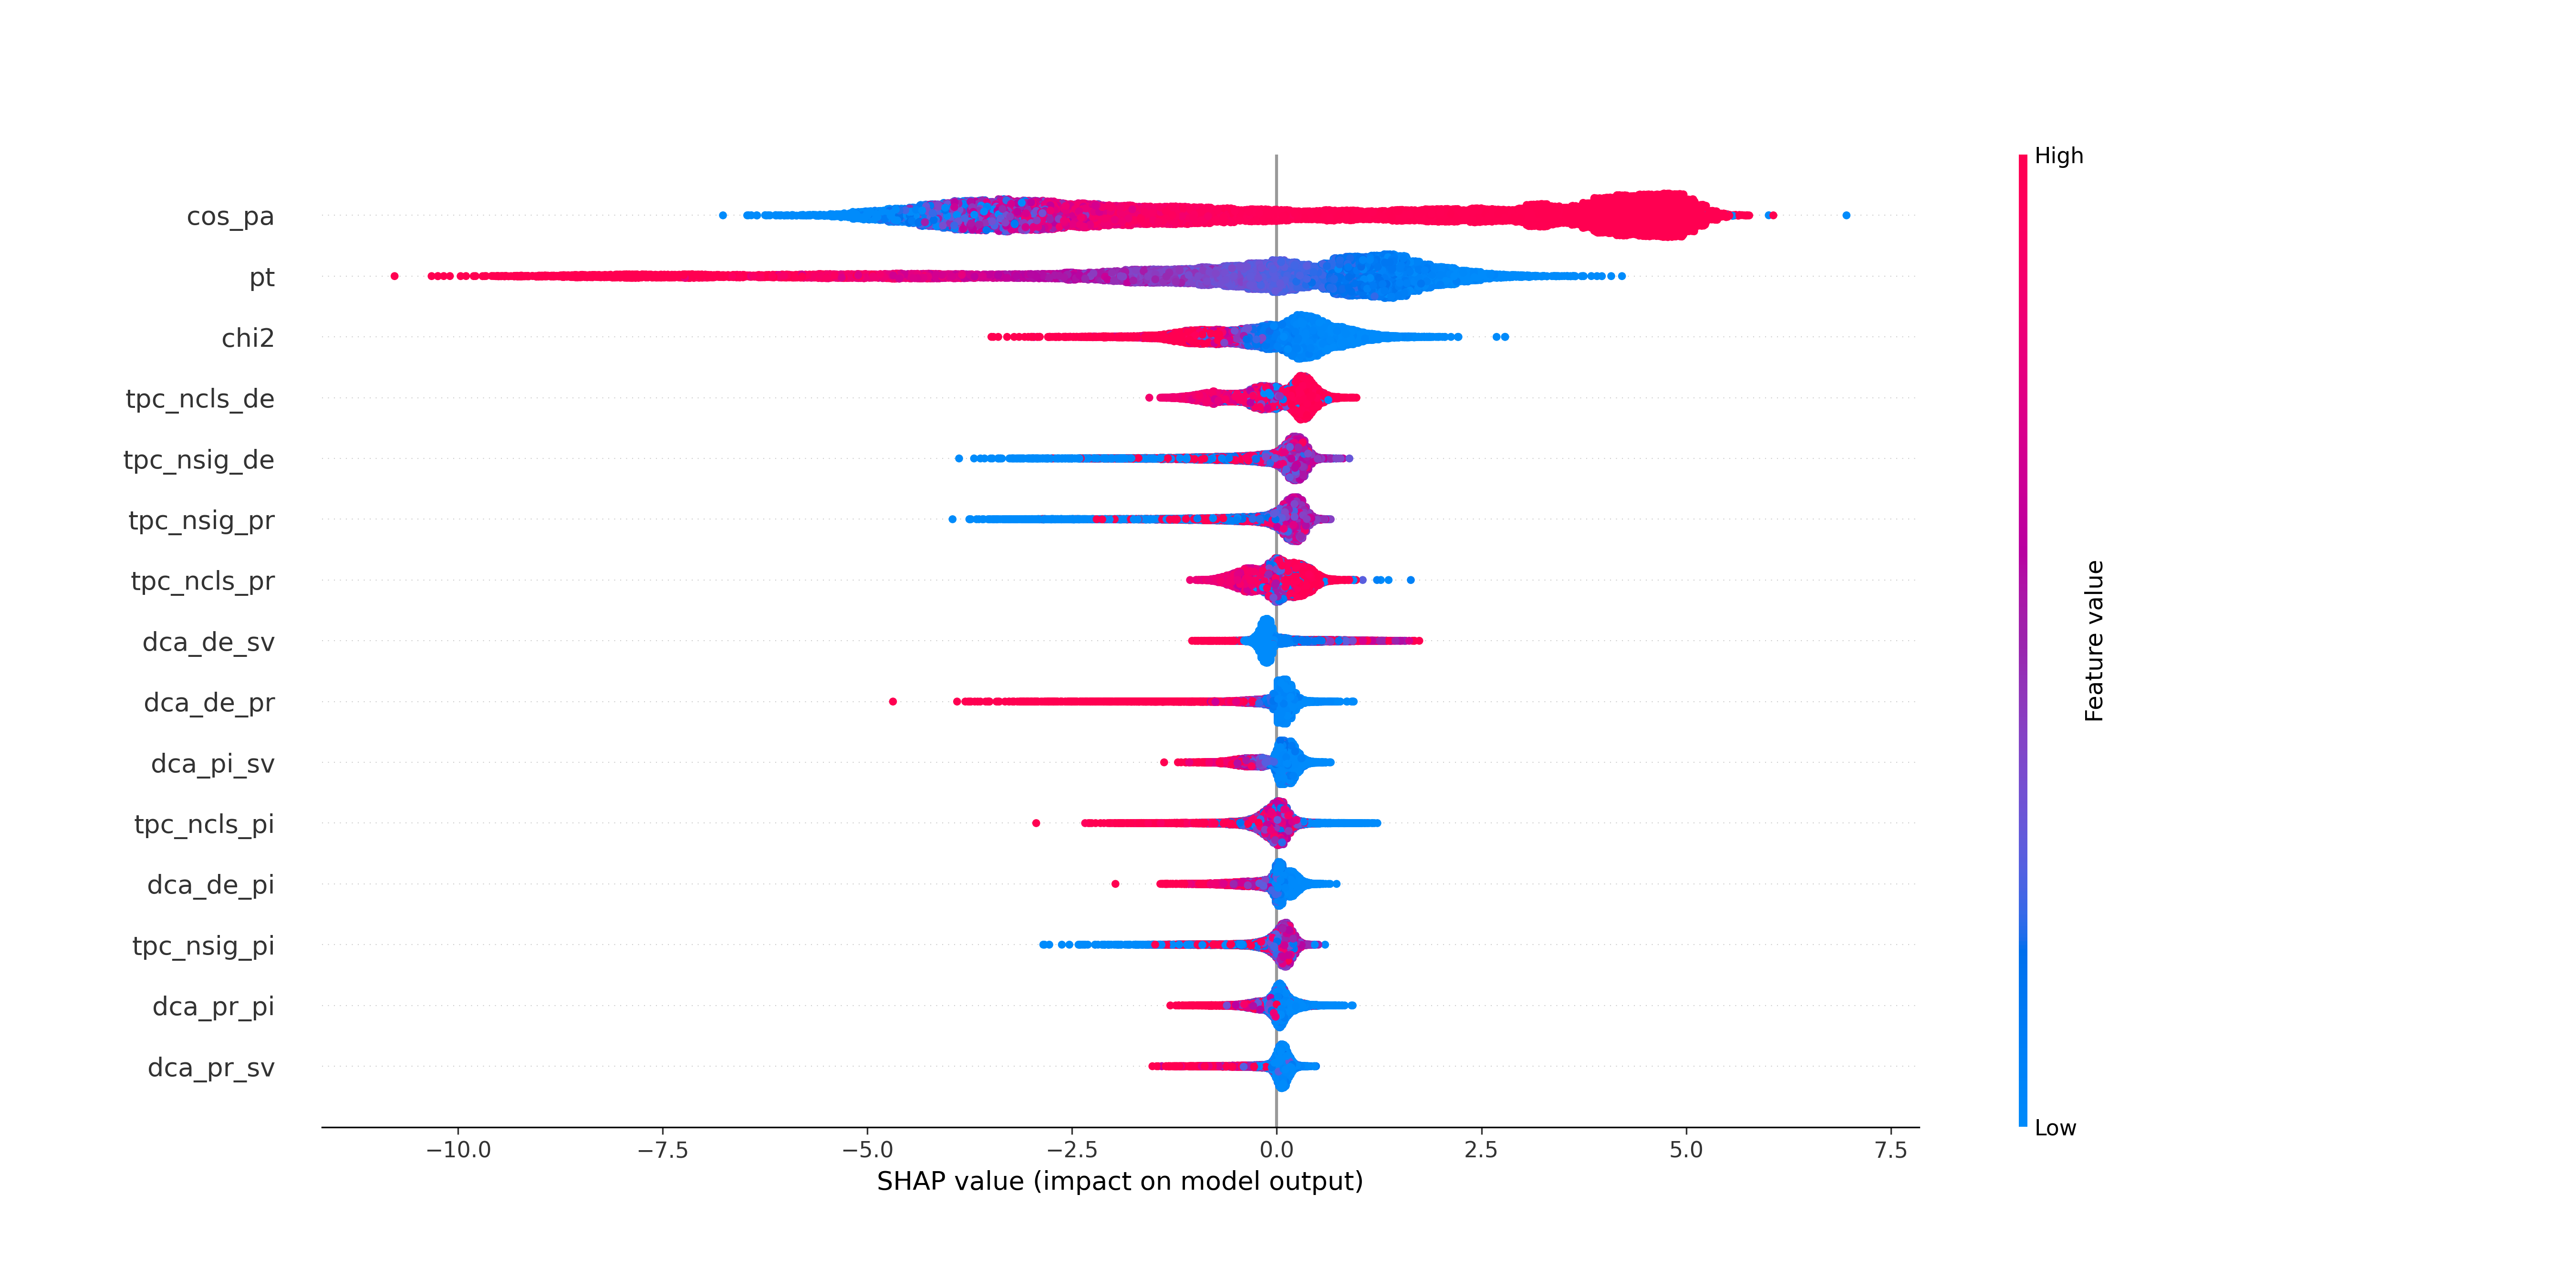 High
cos_pa
pt
chi2
tpc_ncls_de
tpc_nsig_de
tpc_nsig_pr
tpc_ncls_pr
dca_de_sv
dca_de_pr
dca_pi_sv
tpc_ncls_pi
dca_de_pi
tpc_nsig_pi
dca_pr_pi
dca_pr_sv
Feature value
Low
−10.0 −7.5 −5.0 −2.5 0.0 2.5 5.0 7.5
SHAP value (impact on model output)